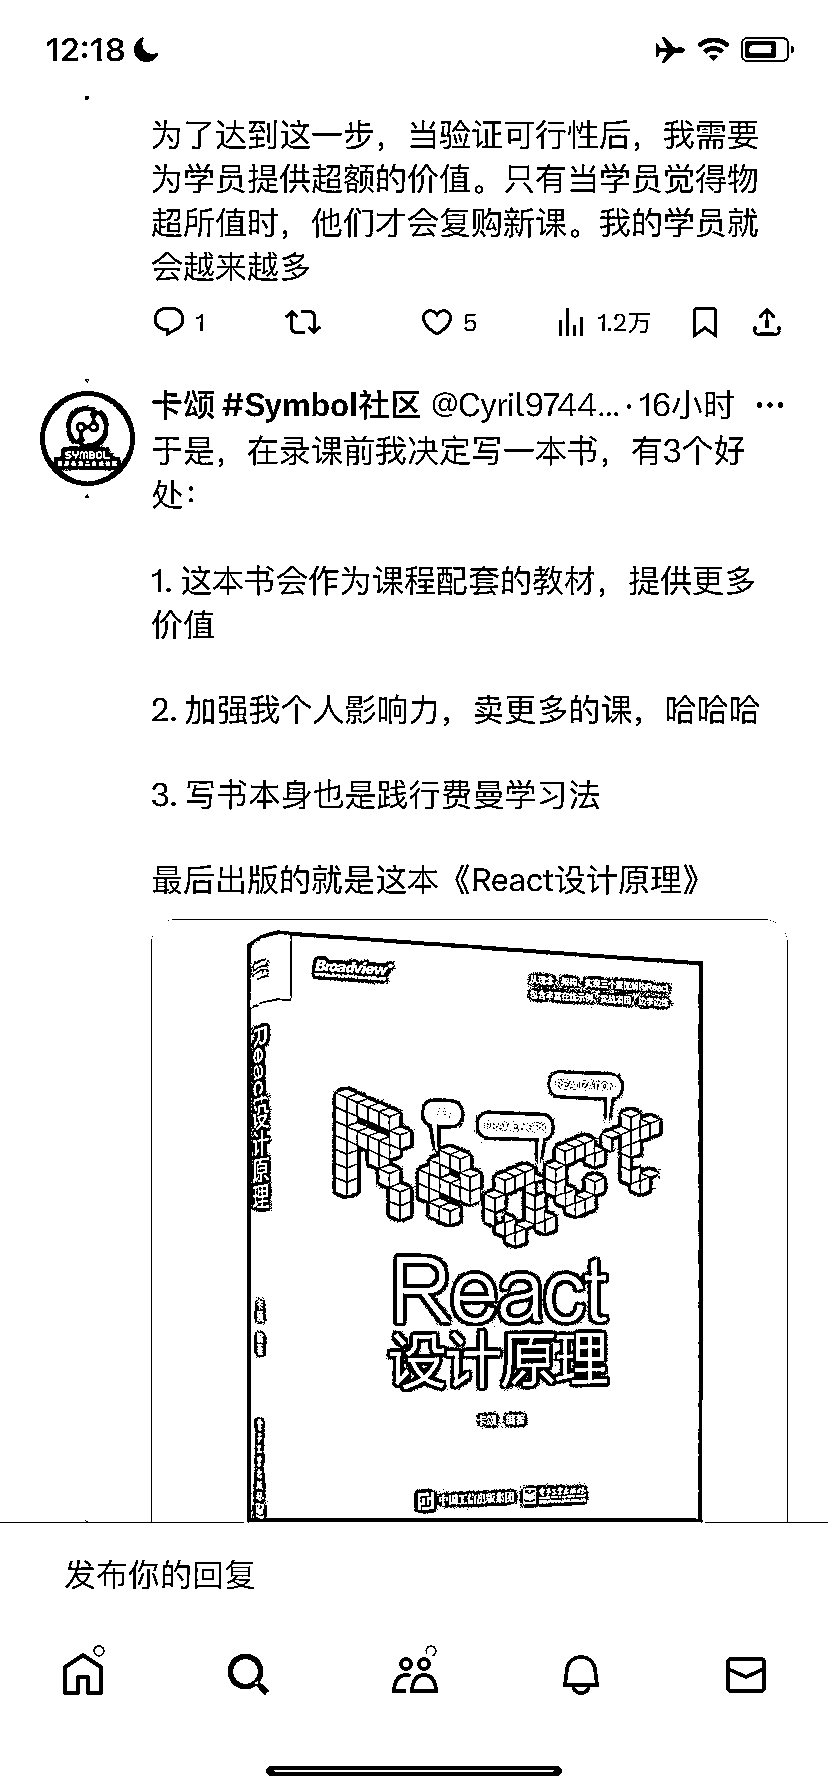 12:18
为了达到这一步，当验证可行性后，我需要
为学员提供超额的价值。只有当学员觉得物
超所值时，他们才会复购新课。我的学员就
会越来越多
1 5 1.2万
卡颂 #Symbol社区 @Cyril9744... · 16小时
SYMBOL
于是，在录课前我决定写一本书，有3个好
处：
1. 这本书会作为课程配套的教材，提供更多
价值
2. 加强我个人影响力，卖更多的课，哈哈哈
3. 写书本身也是践行费曼学习法
最后出版的就是这本《React设计原理》
Broadview
React设计原理
React
React
设计原理
卡颂
发布你的回复